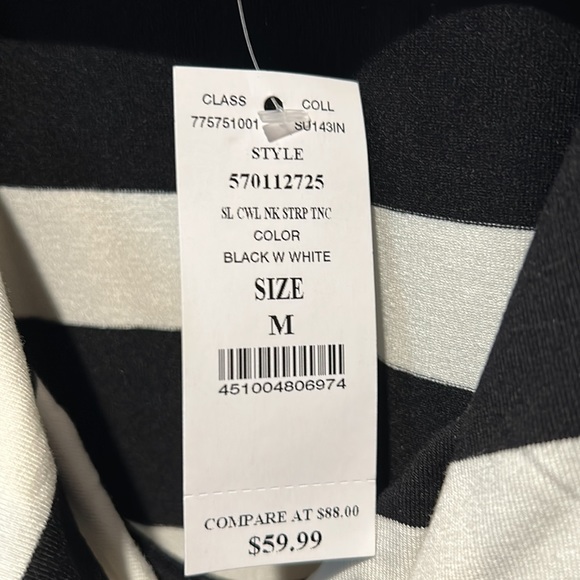 CLASS COLL
775751001 SU143IN
STYLE
570112725
SL CWL NK STRP TNC
COLOR
BLACK W WHITE
SIZE
M
451004806974
COMPARE AT $88.00
$59.99